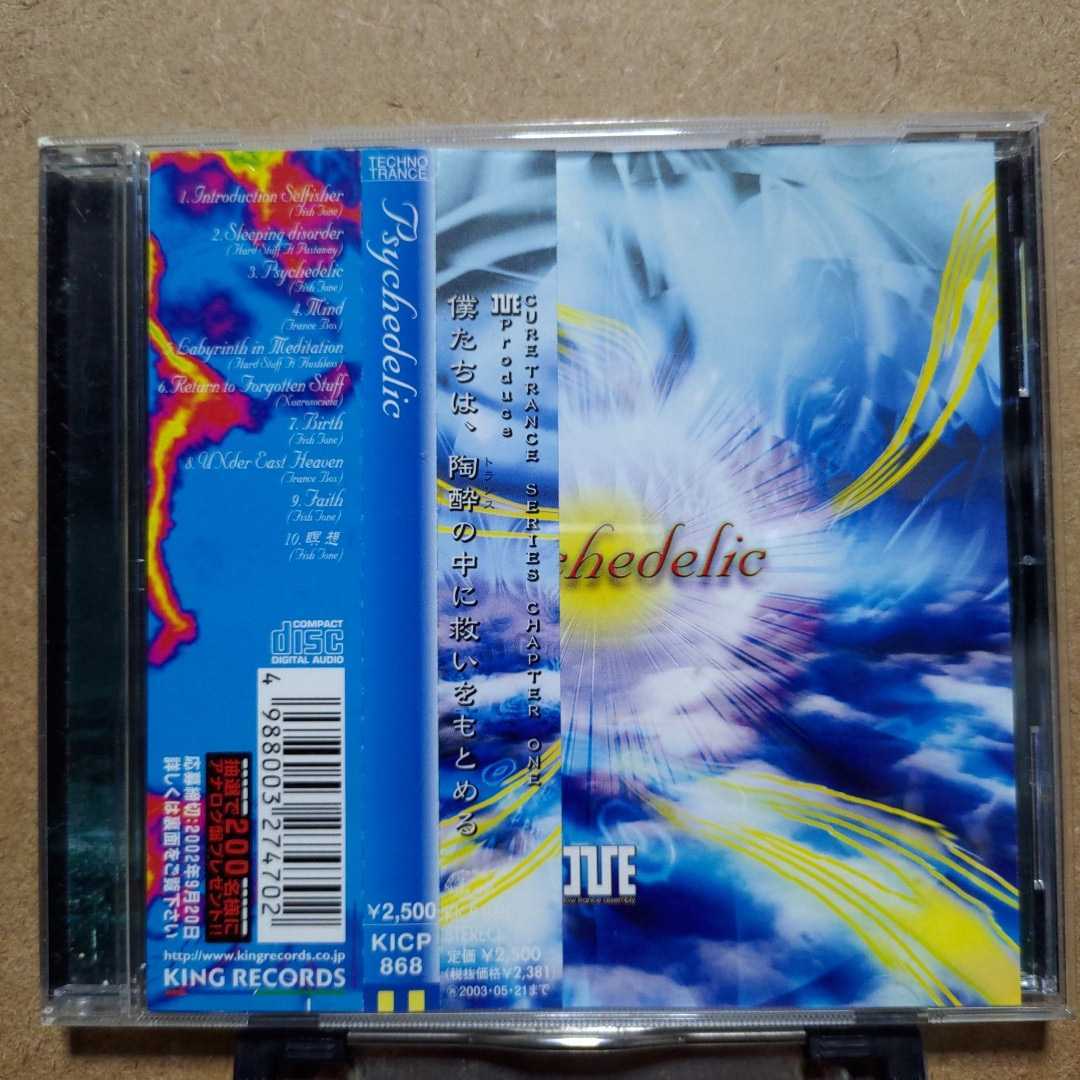 1. Introduction Selfisher
(Fish Tone)
2. Sleeping disorder
(Hard Stuff Ft Pastaway)
3. Psychedelic
(Fish Tone)
4. Mind
(Trance Box)
5. Labyrinth in Meditation
6. Return to Forgotten Stuff
7. Birth
(Fish Tone)
8. UNder East Heaven
(Trance Box)
9. Faith
(Fish Tone)
10. 瞑想
(Fish Tone)
COMPACT
disc
DIGITAL AUDIO
4 988003 274702
抽選で200名様に
アナログ盤プレゼント!!
応募締切:2002年9月20日
詳しくは裏面をご覧下さい
http://www.kingrecords.co.jp
KING RECORDS
TECHNO
TRANCE
Psychedelic
¥2,500
KICP
868
CURE TRANCE SERIES CHAPTER ONE
Produce
僕たちは、陶酔の中に救いをもとめる
トランス
STEREO
定価 ¥2,500
(税抜価格¥2,381)
Ⓡ2003・05・21まで
chedelic